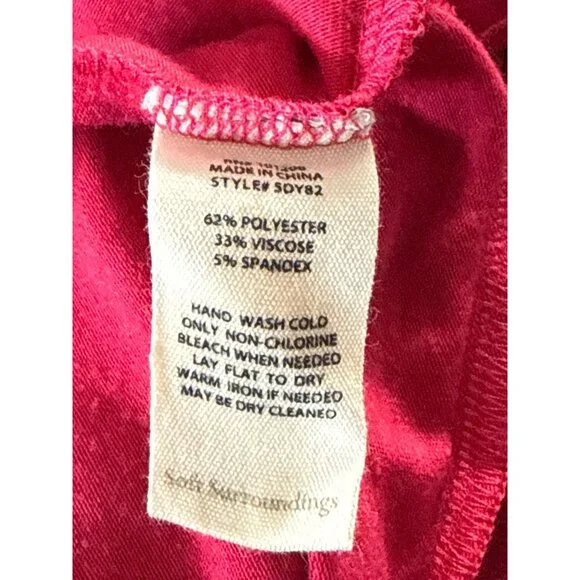 MADE IN CHINA
STYLE# 5DY82
62% POLYESTER
33% VISCOSE
5% SPANDEX
HAND WASH COLD
ONLY NON-CHLORINE
BLEACH WHEN NEEDED
LAY FLAT TO DRY
WARM IRON IF NEEDED
MAY BE DRY CLEANED
Soft Surroundings